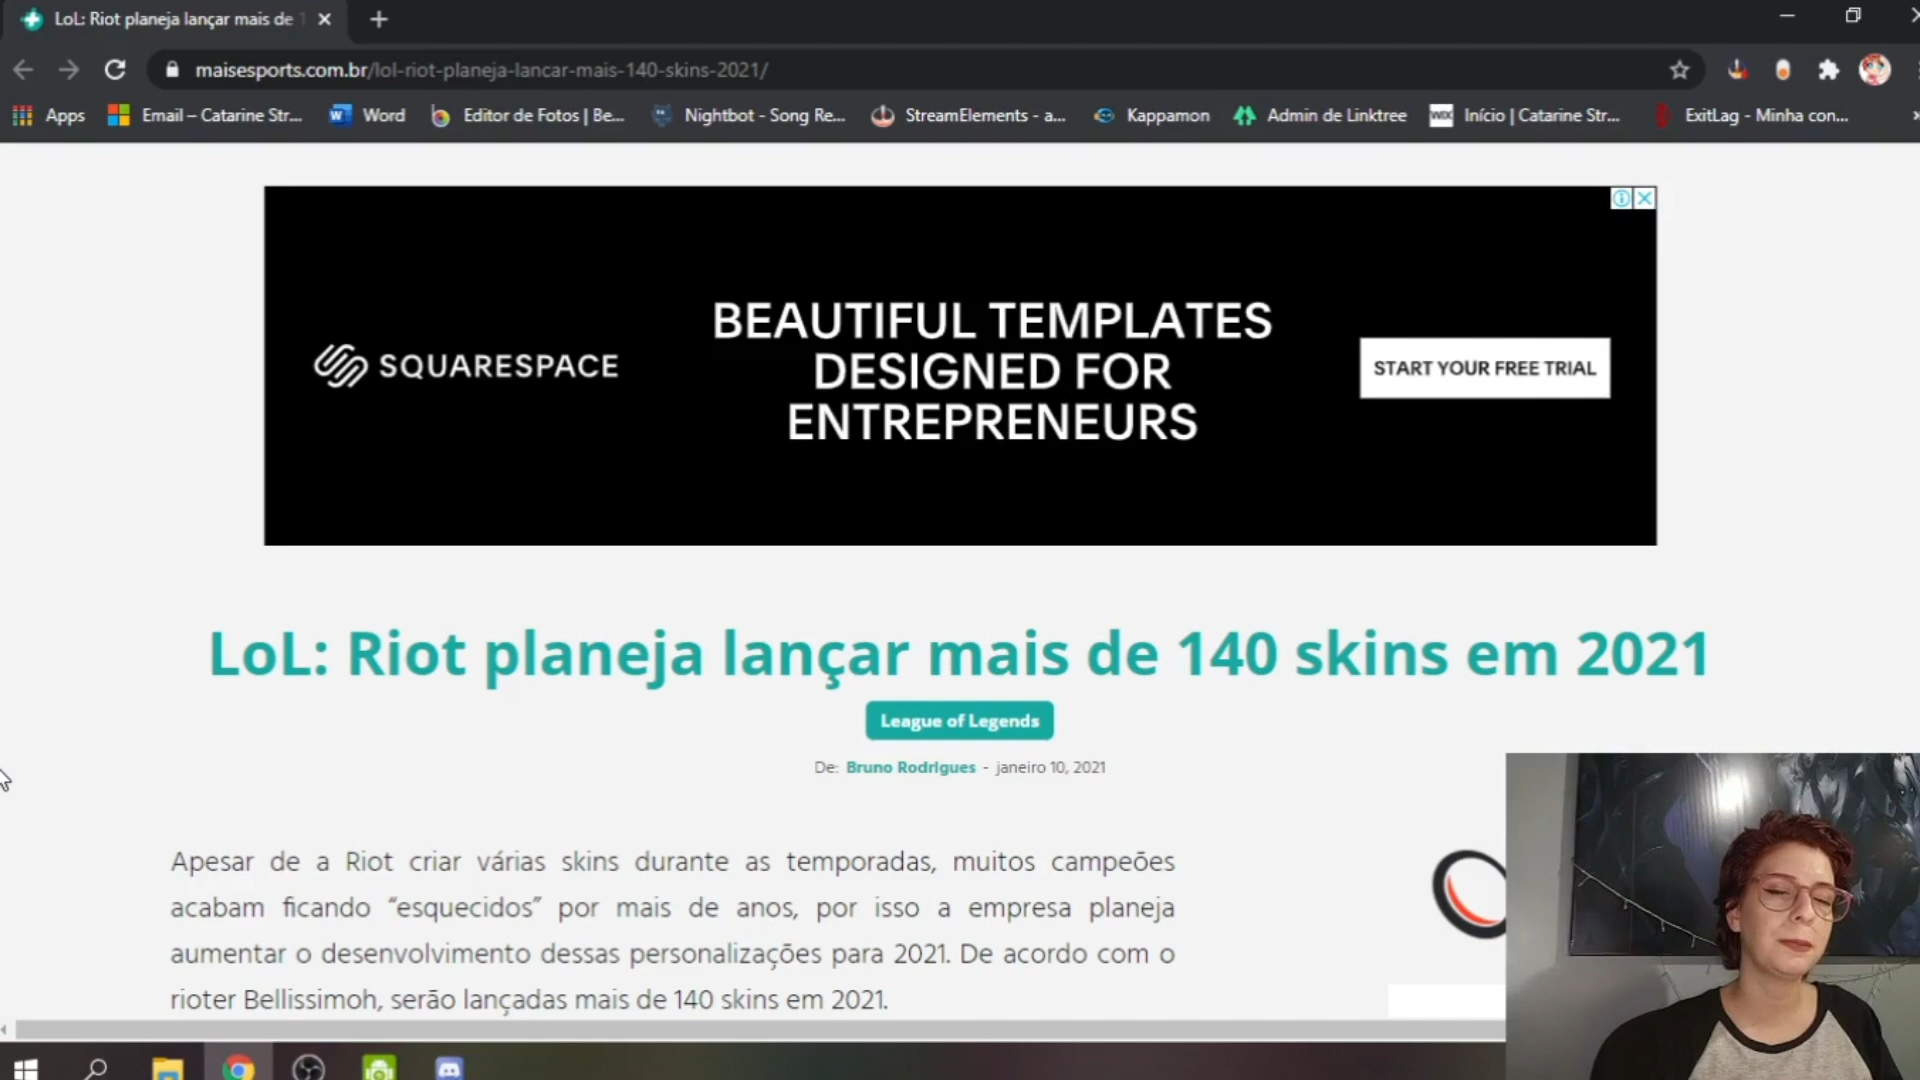 LoL: Riot planeja lançar mais de 1
maisesports.com.br/lol-riot-planeja-lancar-mais-140-skins-2021/
Apps Email – Catarine Str... Word Editor de Fotos | Be... Nightbot - Song Re... StreamElements - a... Kappamon Admin de Linktree WIX Início | Catarine Str... ExitLag - Minha con...
SQUARESPACE
BEAUTIFUL TEMPLATES
DESIGNED FOR
ENTREPRENEURS
START YOUR FREE TRIAL
LoL: Riot planeja lançar mais de 140 skins em 2021
League of Legends
De: Bruno Rodrigues - janeiro 10, 2021
Apesar de a Riot criar várias skins durante as temporadas, muitos campeões
acabam ficando “esquecidos” por mais de anos, por isso a empresa planeja
aumentar o desenvolvimento dessas personalizações para 2021. De acordo com o
rioter Bellissimoh, serão lançadas mais de 140 skins em 2021.